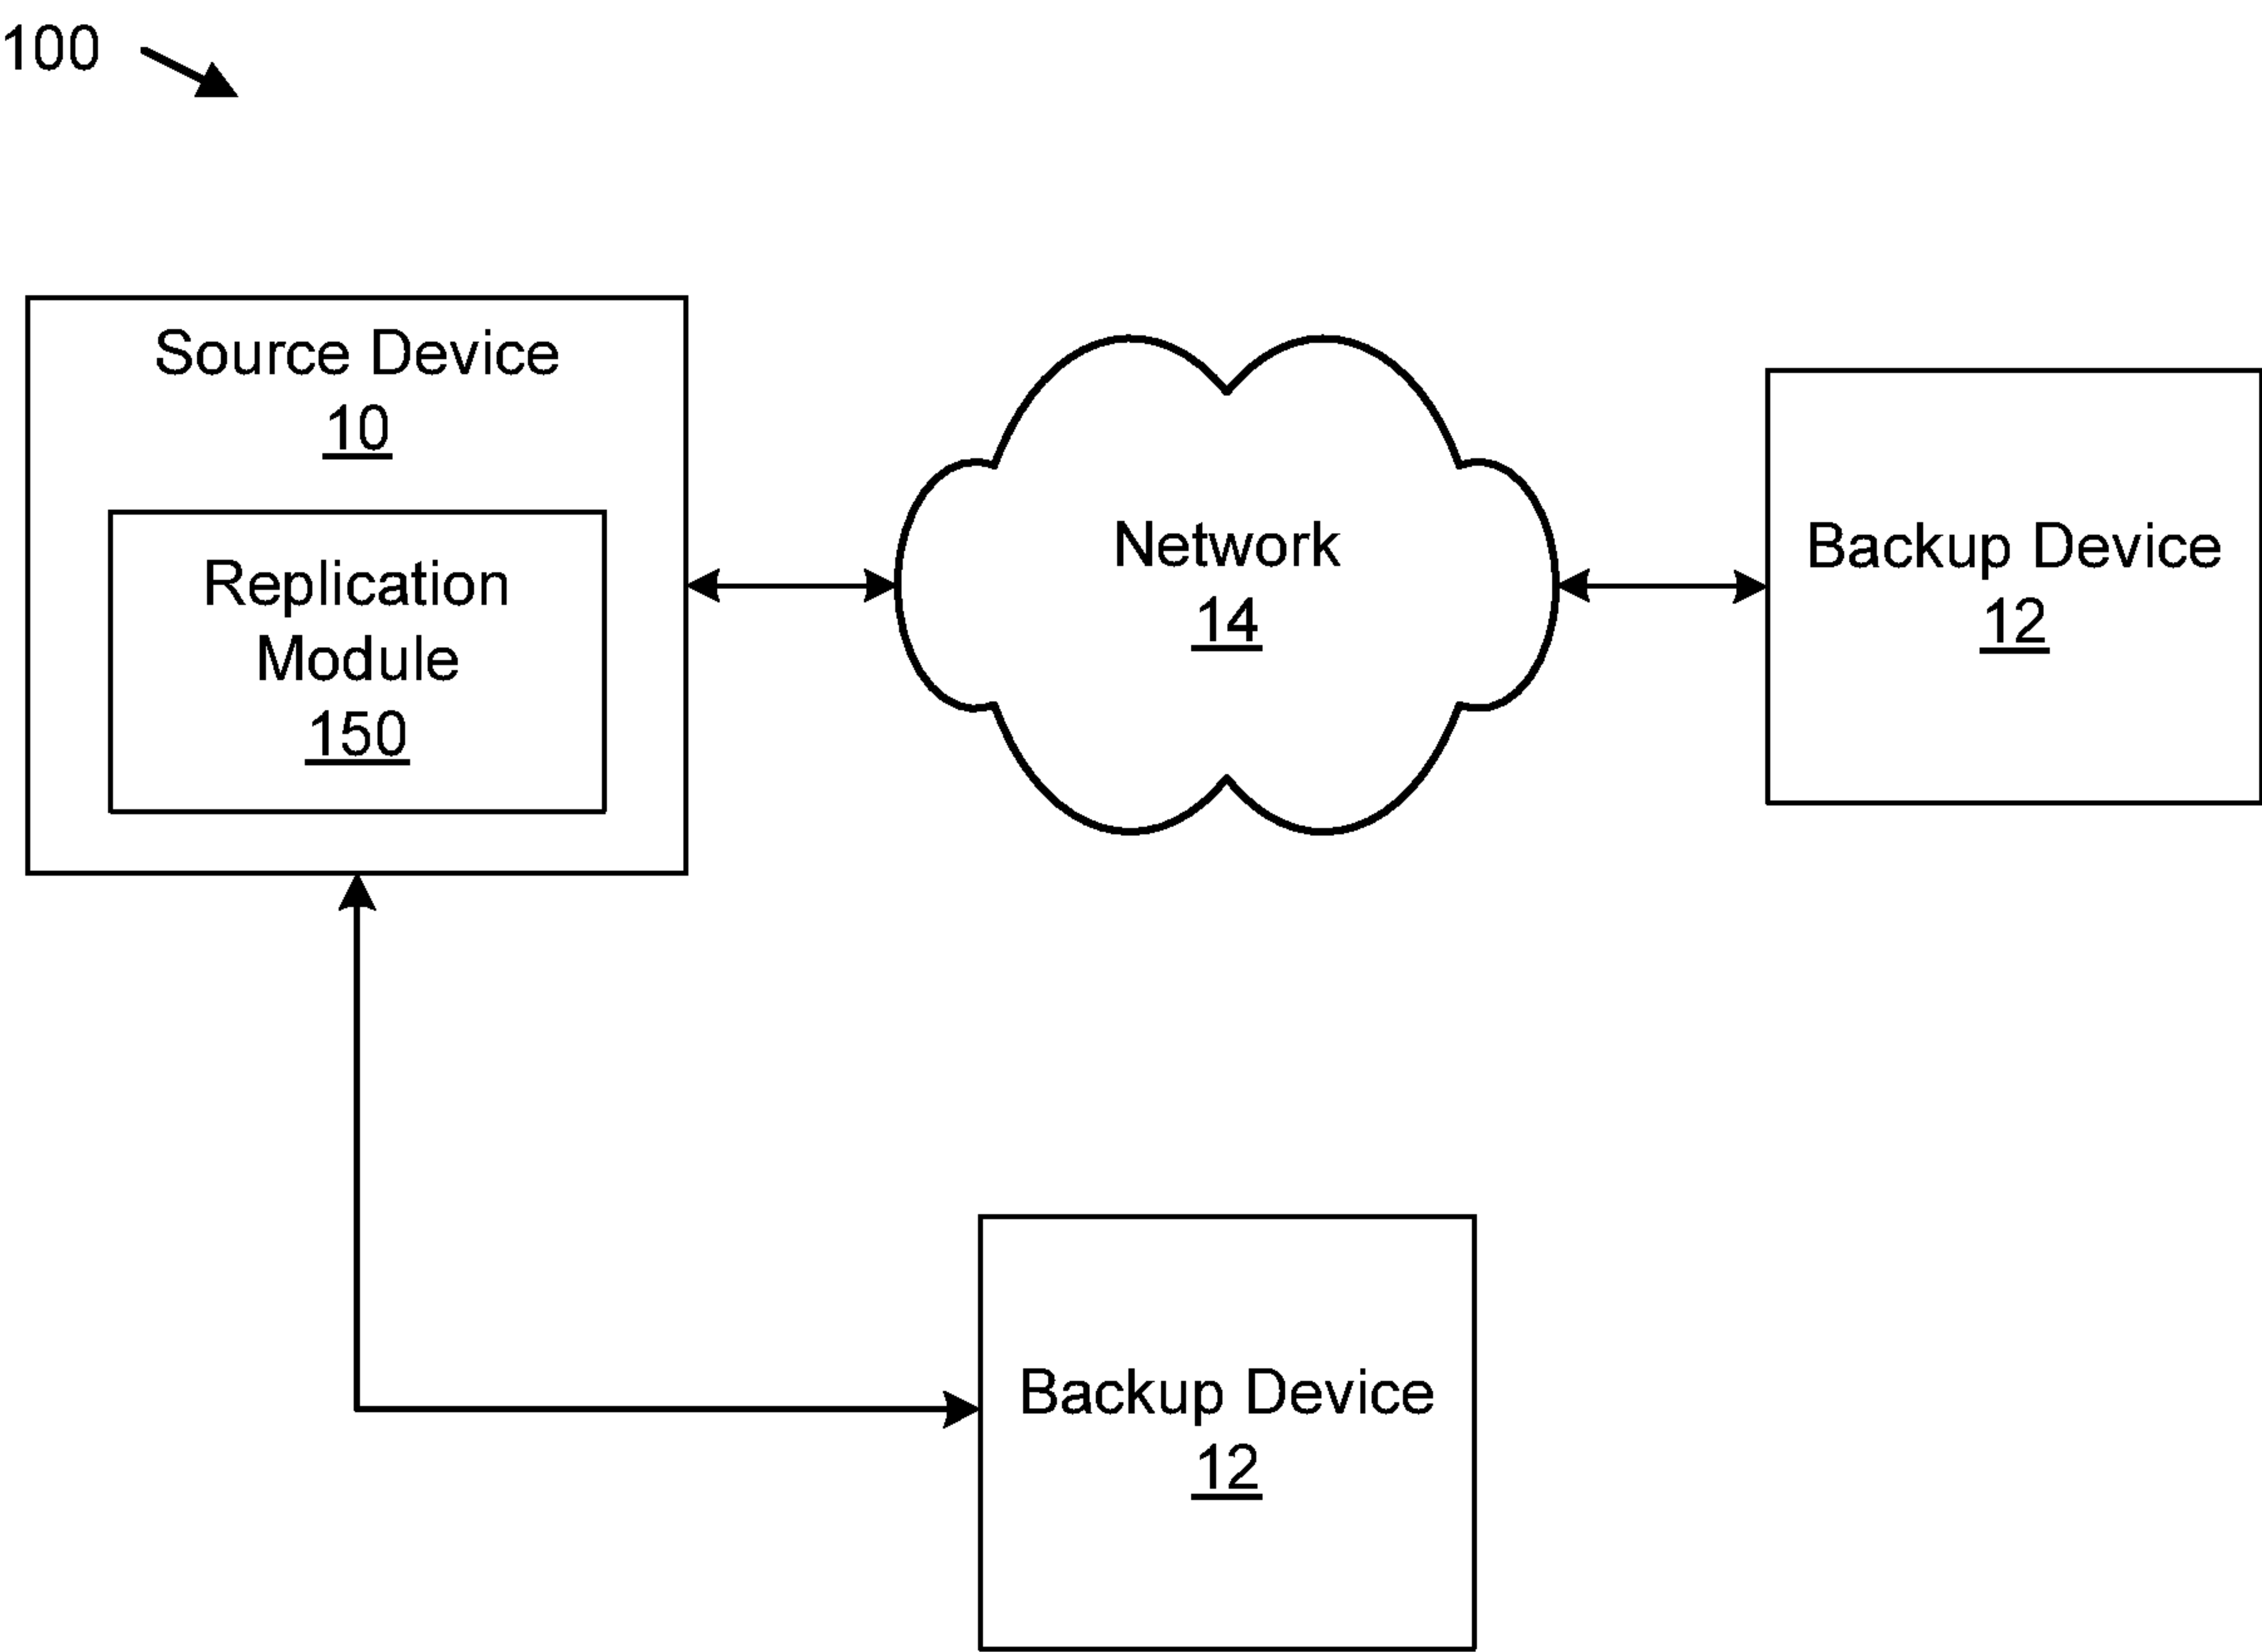 100
Source Device
10
Replication
Module
150
Network
14
Backup Device
12
Backup Device
12